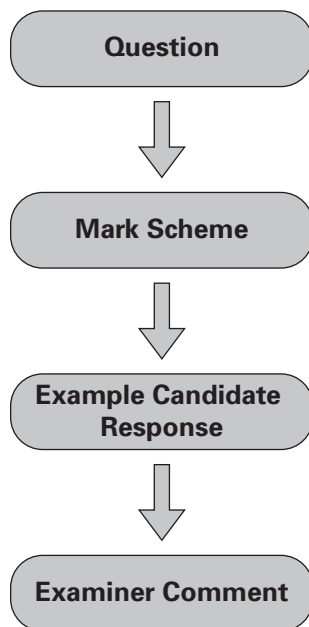 Question
Mark Scheme
Example Candidate
Response
Examiner Comment